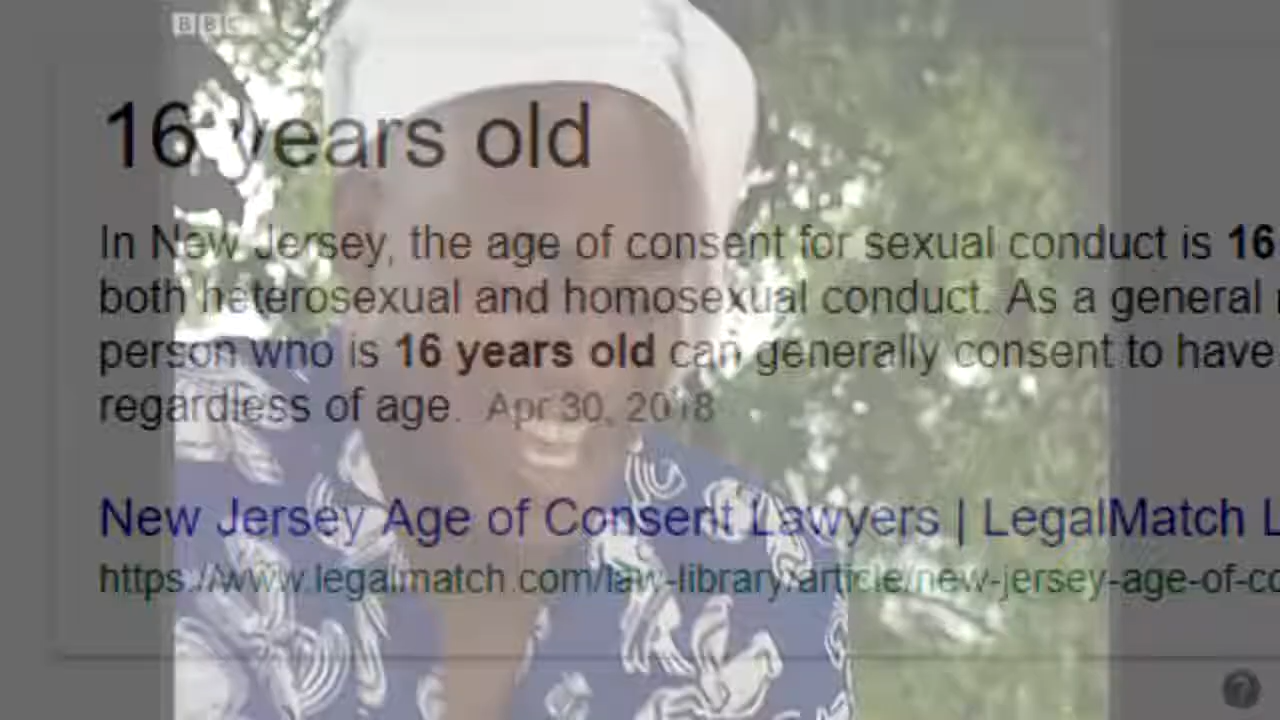 BBC
16 years old
In New Jersey, the age of consent for sexual conduct is 16
both heterosexual and homosexual conduct. As a general
person who is 16 years old can generally consent to have
regardless of age. Apr 30, 2018
New Jersey Age of Consent Lawyers | LegalMatch L
https://www.legalmatch.com/law-library/article/new-jersey-age-of-co
?